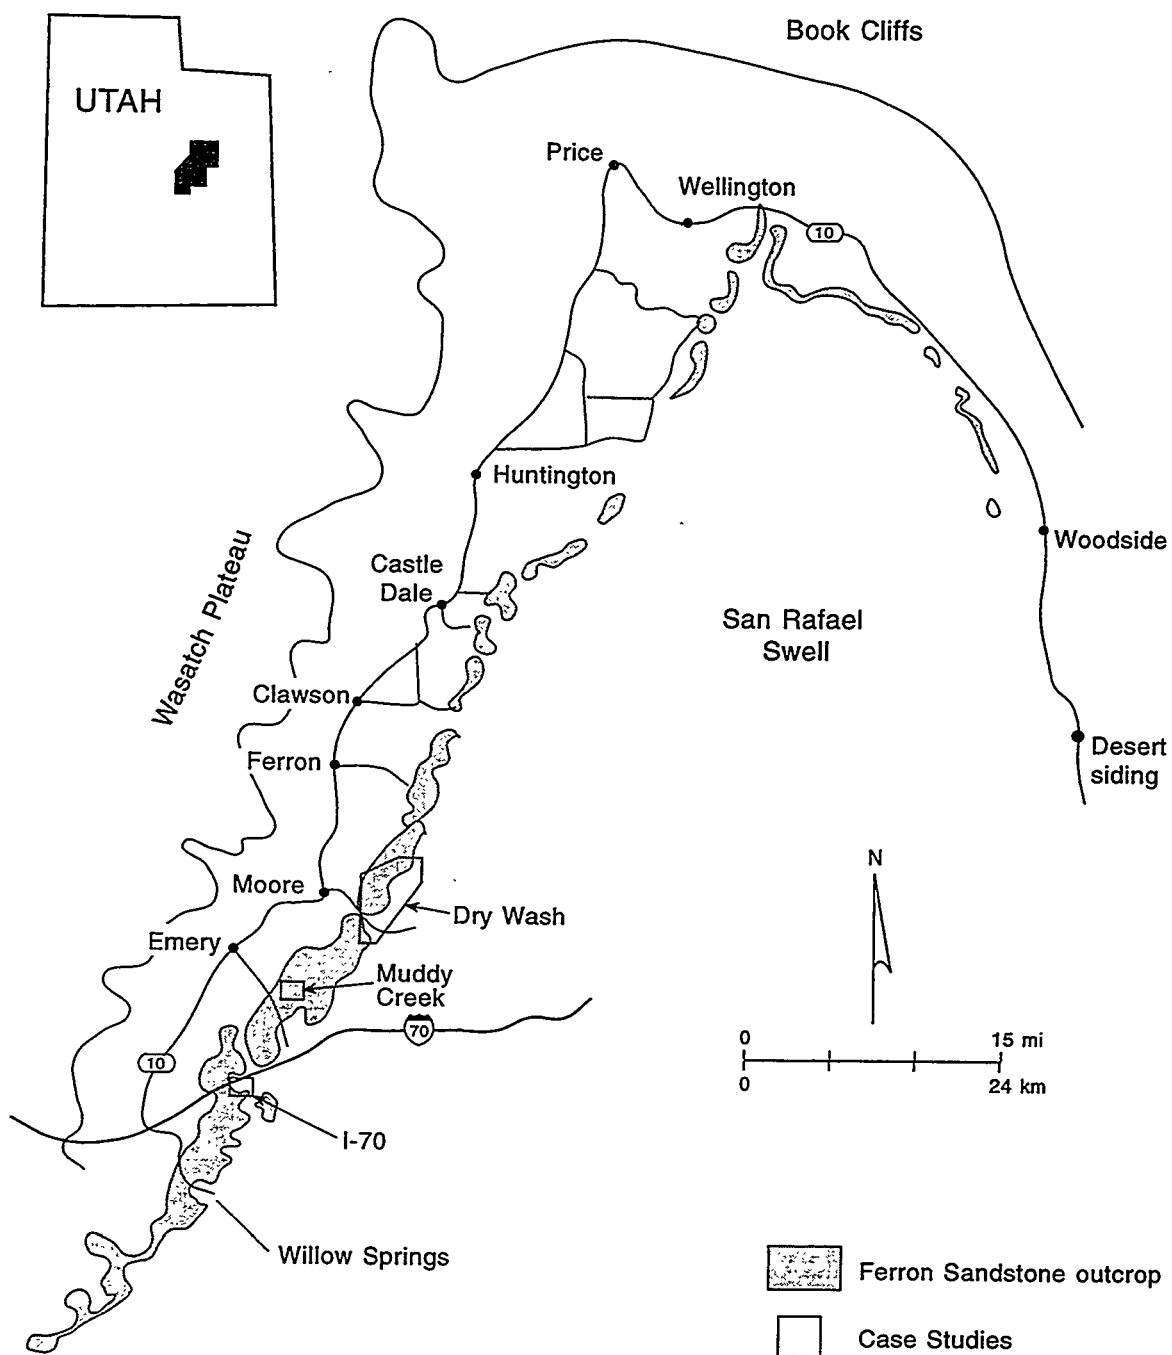 Book Cliffs
UTAH
Price
Wellington
10
Huntington
Wasatch Plateau
Castle
Dale
Woodside
San Rafael
Swell
Clawson
Ferron
Desert
siding
Moore
N
Dry Wash
Emery
Muddy
Creek
70
0 15 mi
10
0 24 km
I-70
Willow Springs
Ferron Sandstone outcrop
Case Studies